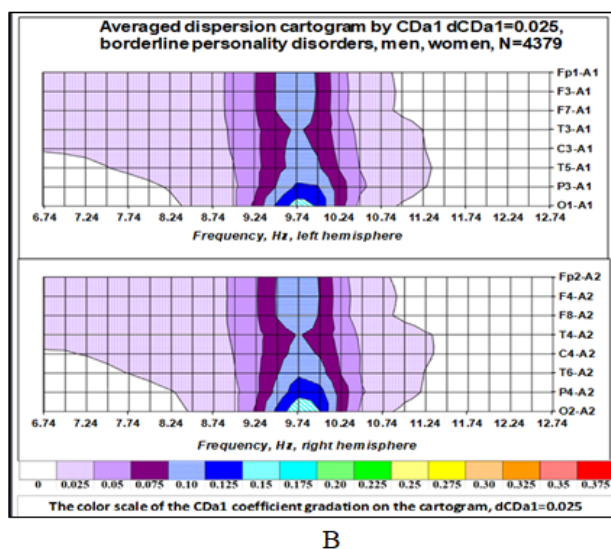 Averaged dispersion cartogram by CDa1 dCDa1=0.025,
borderline personality disorders, men, women, N=4379
Fp1-A1
F3-A1
F7-A1
T3-A1
C3-A1
T5-A1
P3-A1
O1-A1
6.74 7.24 7.74 8.24 8.74 9.24 9.74 10.24 10.74 11.24 11.74 12.24 12.74
Frequency, Hz, left hemisphere
Fp2-A2
F4-A2
F8-A2
T4-A2
C4-A2
T6-A2
P4-A2
O2-A2
6.74 7.24 7.74 8.24 8.74 9.24 9.74 10.24 10.74 11.24 11.74 12.24 12.74
Frequency, Hz, right hemisphere
0 0.025 0.05 0.075 0.10 0.125 0.15 0.175 0.20 0.225 0.25 0.275 0.30 0.325 0.35 0.375
The color scale of the CDa1 coefficient gradation on the cartogram, dCDa1=0.025
B